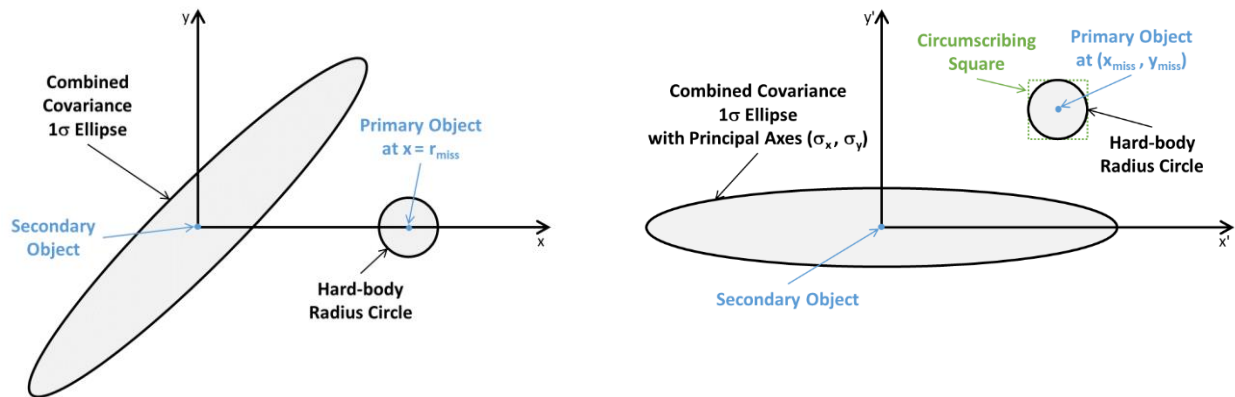 y
Combined
Covariance
1σ Ellipse
Primary Object
at x = r_miss
Secondary
Object
x
Hard-body
Radius Circle
y'
Circumscribing
Square
Primary Object
at (x_miss , y_miss)
Combined Covariance
1σ Ellipse
with Principal Axes (σ_x, σ_y)
Hard-body
Radius Circle
x'
Secondary Object